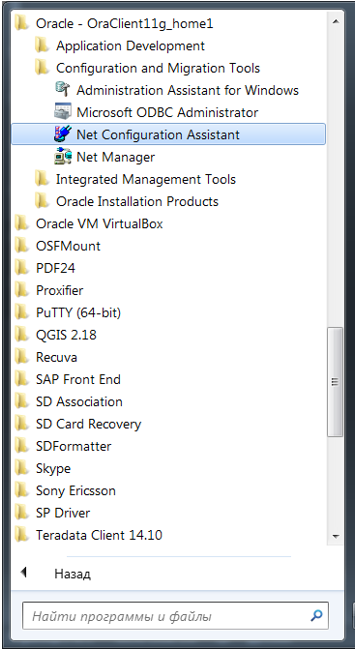 Oracle - OraClient11g_home1
Application Development
Configuration and Migration Tools
Administration Assistant for Windows
Microsoft ODBC Administrator
Net Configuration Assistant
Net Manager
Integrated Management Tools
Oracle Installation Products
Oracle VM VirtualBox
OSFMount
PDF24
Proxifier
PuTTY (64-bit)
QGIS 2.18
Recuva
SAP Front End
SD Association
SD Card Recovery
SDFormatter
Skype
Sony Ericsson
SP Driver
Teradata Client 14.10
Назад
Найти программы и файлы